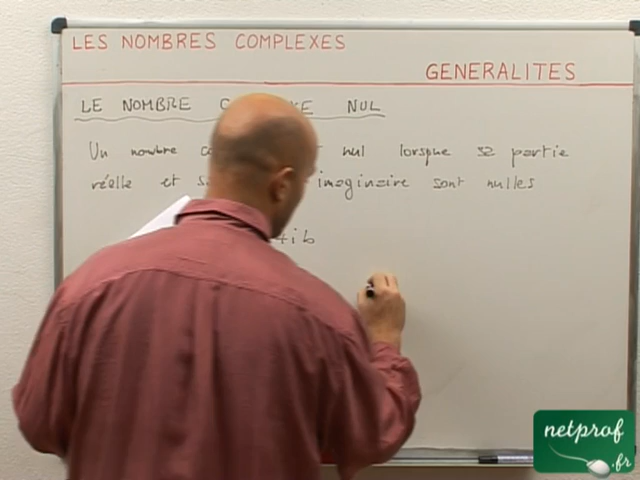 LES NOMBRES COMPLEXES
GENERALITES
LE NOMBRE NUL
Un nombre nul lorsque sa partie
réelle et imaginaire sont nulles
+ib
netprof
.fr